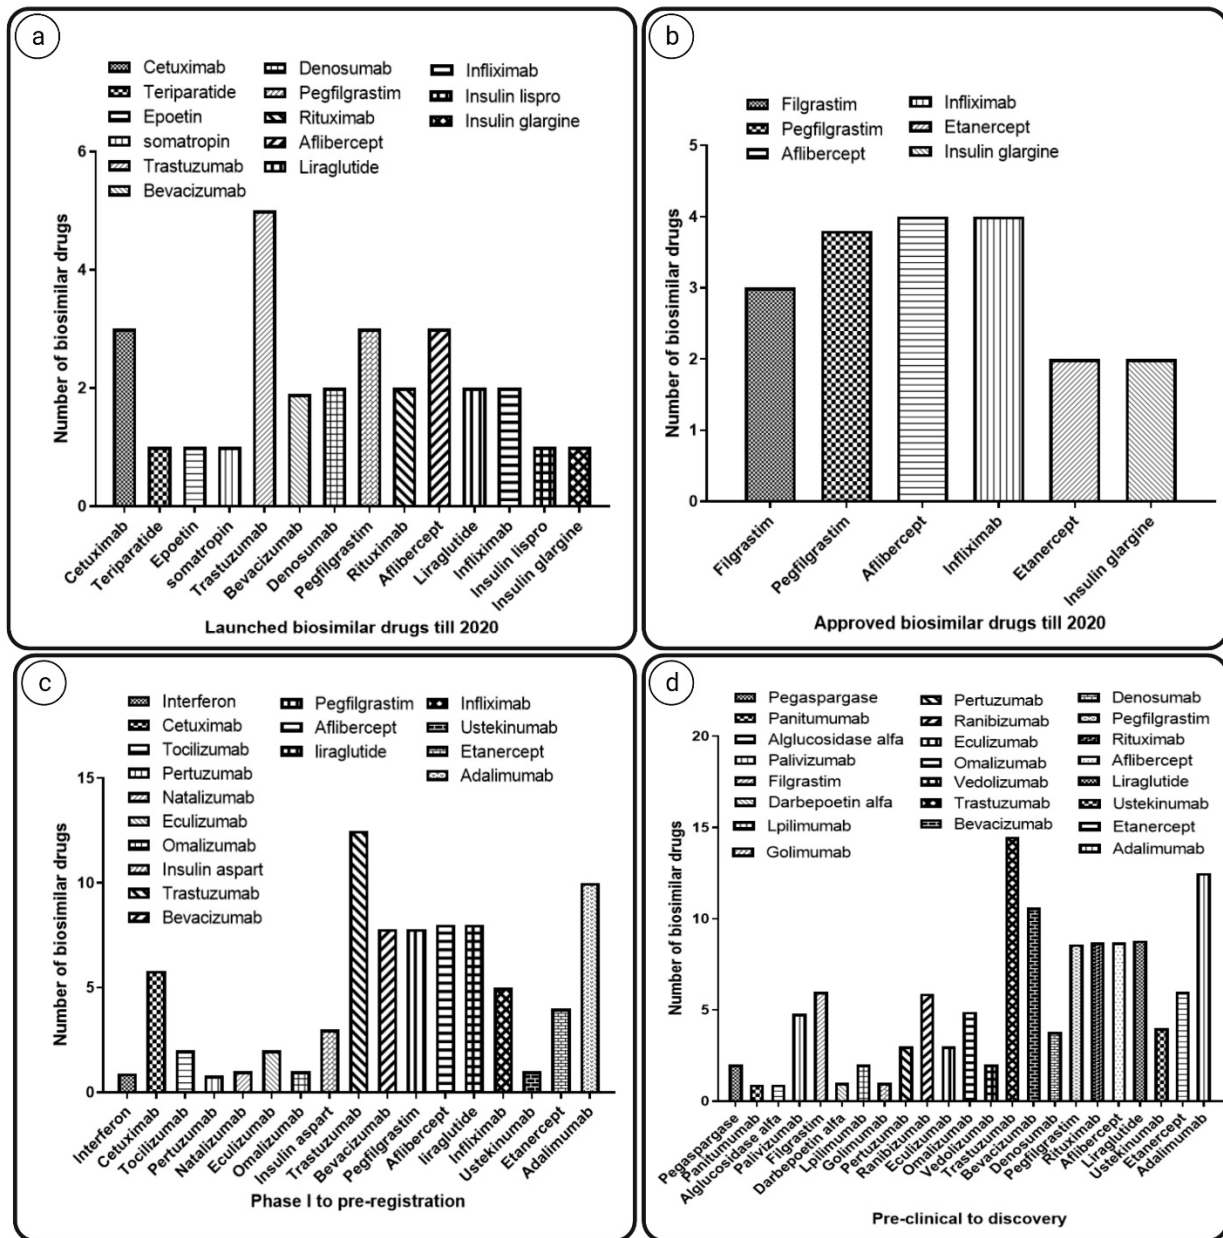 a
Cetuximab
Teriparatide
Epoetin
somatropin
Trastuzumab
Bevacizumab
Denosumab
Pegfilgrastim
Rituximab
Aflibercept
Liraglutide
Infliximab
Insulin lispro
Insulin glargine
Number of biosimilar drugs
6
4
2
0
Cetuximab
Teriparatide
Epoetin
somatropin
Trastuzumab
Bevacizumab
Denosumab
Pegfilgrastim
Rituximab
Aflibercept
Liraglutide
Infliximab
Insulin lispro
Insulin glargine
Launched biosimilar drugs till 2020
b
Filgrastim
Pegfilgrastim
Aflibercept
Infliximab
Etanercept
Insulin glargine
Number of biosimilar drugs
5
4
3
2
1
0
Filgrastim
Pegfilgrastim
Aflibercept
Infliximab
Etanercept
Insulin glargine
Approved biosimilar drugs till 2020
c
Interferon
Cetuximab
Tocilizumab
Pertuzumab
Natalizumab
Eculizumab
Omalizumab
Insulin aspart
Trastuzumab
Bevacizumab
Pegfilgrastim
Aflibercept
liraglutide
Infliximab
Ustekinumab
Etanercept
Adalimumab
Number of biosimilar drugs
15
10
5
0
Interferon
Cetuximab
Tocilizumab
Pertuzumab
Natalizumab
Eculizumab
Omalizumab
Insulin aspart
Trastuzumab
Bevacizumab
Pegfilgrastim
Aflibercept
liraglutide
Infliximab
Ustekinumab
Etanercept
Adalimumab
Phase I to pre-registration
d
Pegaspargase
Panitumumab
Alglucosidase alfa
Palivizumab
Filgrastim
Darbepoetin alfa
Lpilimumab
Golimumab
Pertuzumab
Ranibizumab
Eculizumab
Omalizumab
Vedolizumab
Trastuzumab
Bevacizumab
Denosumab
Pegfilgrastim
Rituximab
Aflibercept
Liraglutide
Ustekinumab
Etanercept
Adalimumab
Number of biosimilar drugs
20
15
10
5
0
Pegaspargase
Panitumumab
Alglucosidase alfa
Palivizumab
Filgrastim
Darbepoetin alfa
Lpilimumab
Golimumab
Pertuzumab
Ranibizumab
Eculizumab
Omalizumab
Vedolizumab
Trastuzumab
Bevacizumab
Denosumab
Pegfilgrastim
Rituximab
Aflibercept
Liraglutide
Ustekinumab
Etanercept
Adalimumab
Pre-clinical to discovery